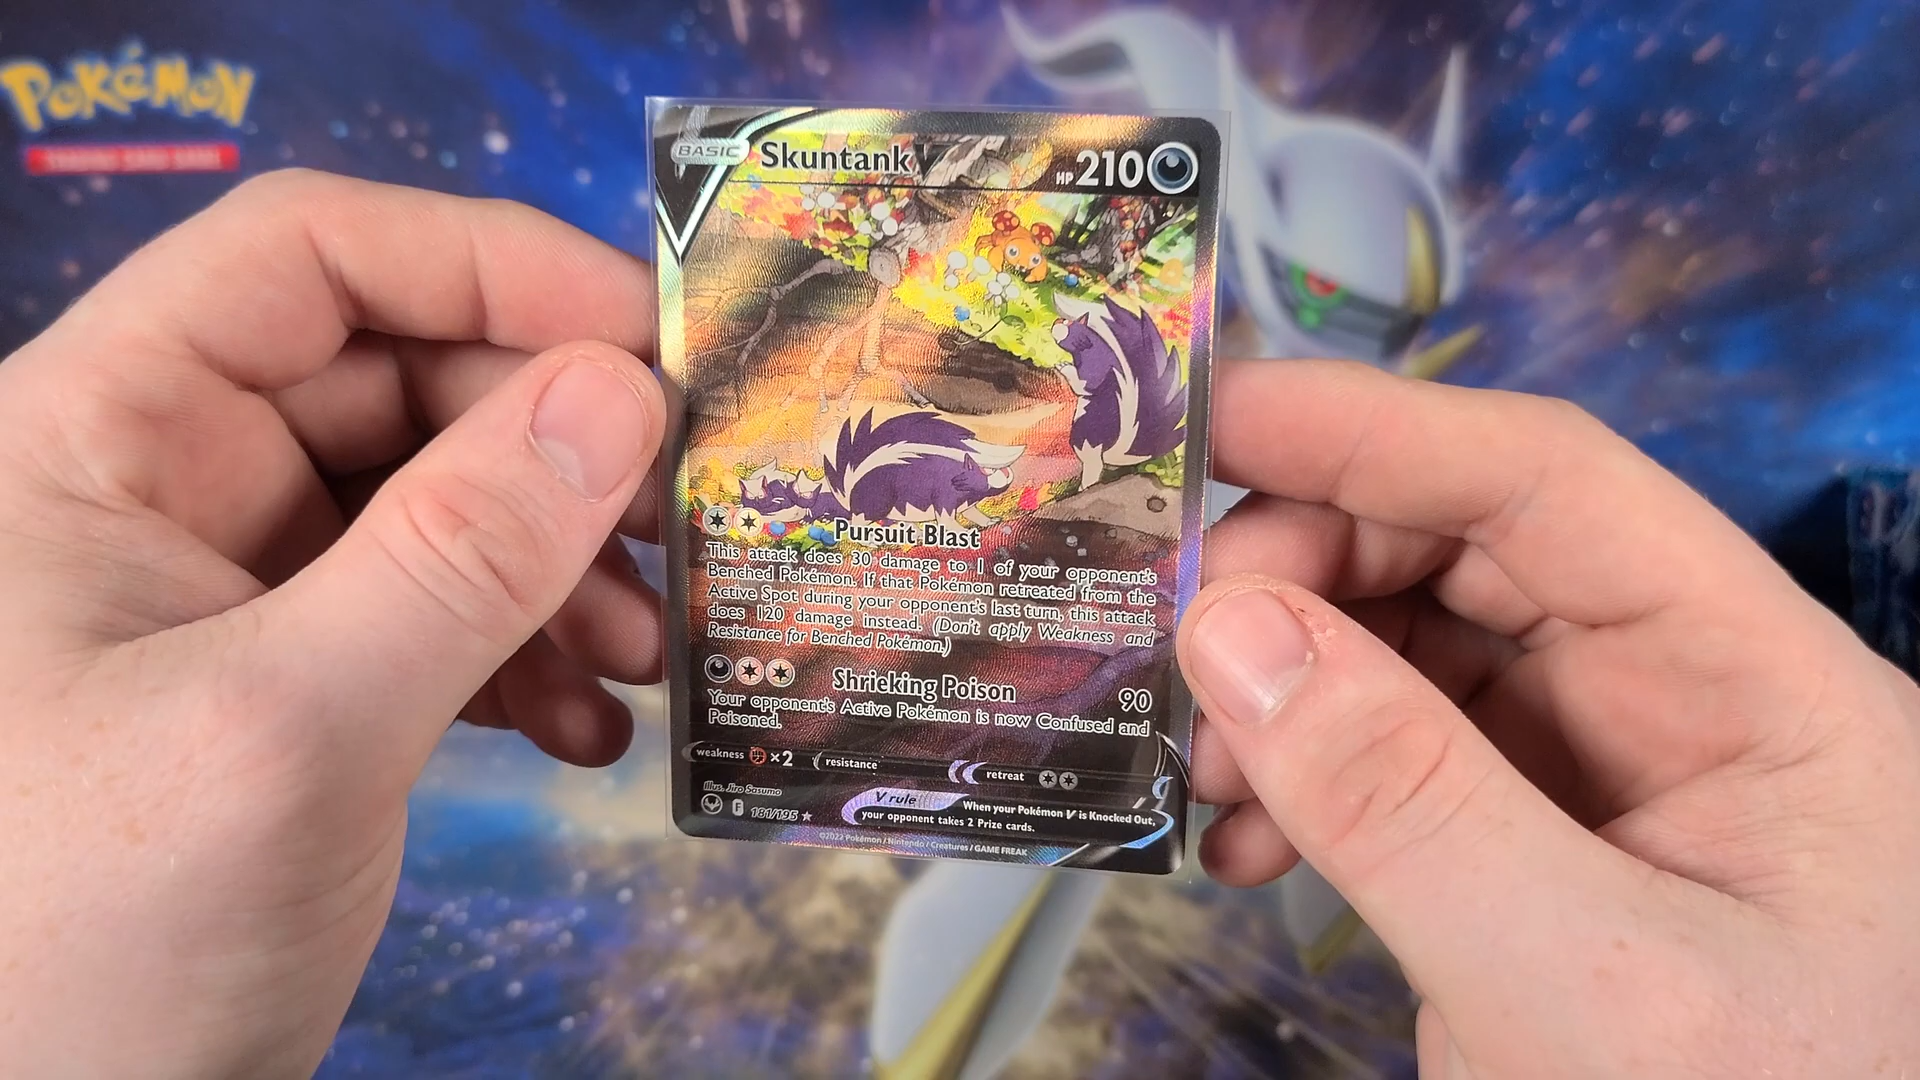 POKéMON
TRADING CARD GAME
BASIC
Skuntank V
HP 210
Pursuit Blast
This attack does 30 damage to 1 of your opponent's
Benched Pokémon. If that Pokémon retreated from the
Active Spot during your opponent's last turn, this attack
does 120 damage instead. (Don't apply Weakness and
Resistance for Benched Pokémon.)
Shrieking Poison 90
Your opponent's Active Pokémon is now Confused and
Poisoned.
weakness ×2 resistance retreat
Illus. Jiro Sasumo
F 181/195 ★
V rule
When your Pokémon V is Knocked Out,
your opponent takes 2 Prize cards.
©2022 Pokémon / Nintendo / Creatures / GAME FREAK